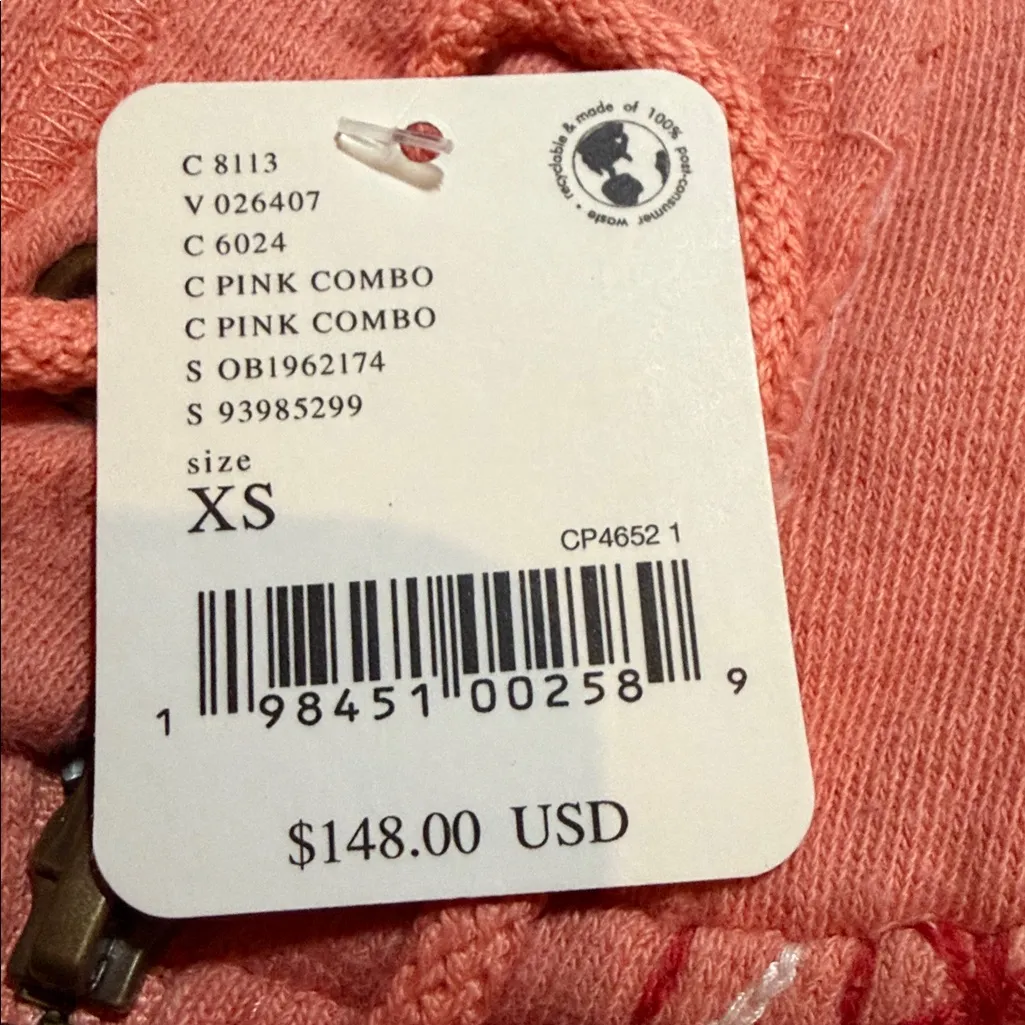 recyclable & made of 100% post-consumer waste •
C 8113
V 026407
C 6024
C PINK COMBO
C PINK COMBO
S OB1962174
S 93985299
size
XS
CP4652 1
1 98451 00258 9
$148.00 USD